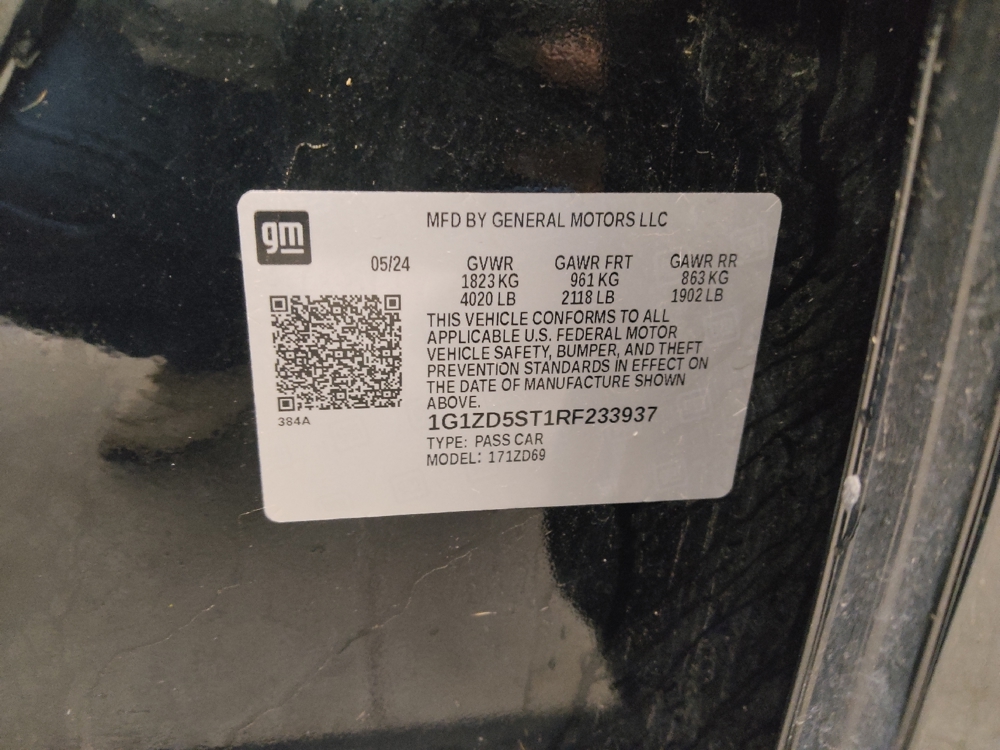 gm
MFD BY GENERAL MOTORS LLC
05/24 GVWR GAWR FRT GAWR RR
1823 KG 961 KG 863 KG
4020 LB 2118 LB 1902 LB
THIS VEHICLE CONFORMS TO ALL
APPLICABLE U.S. FEDERAL MOTOR
VEHICLE SAFETY, BUMPER, AND THEFT
PREVENTION STANDARDS IN EFFECT ON
THE DATE OF MANUFACTURE SHOWN
ABOVE.
384A
1G1ZD5ST1RF233937
TYPE: PASS CAR
MODEL: 171ZD69